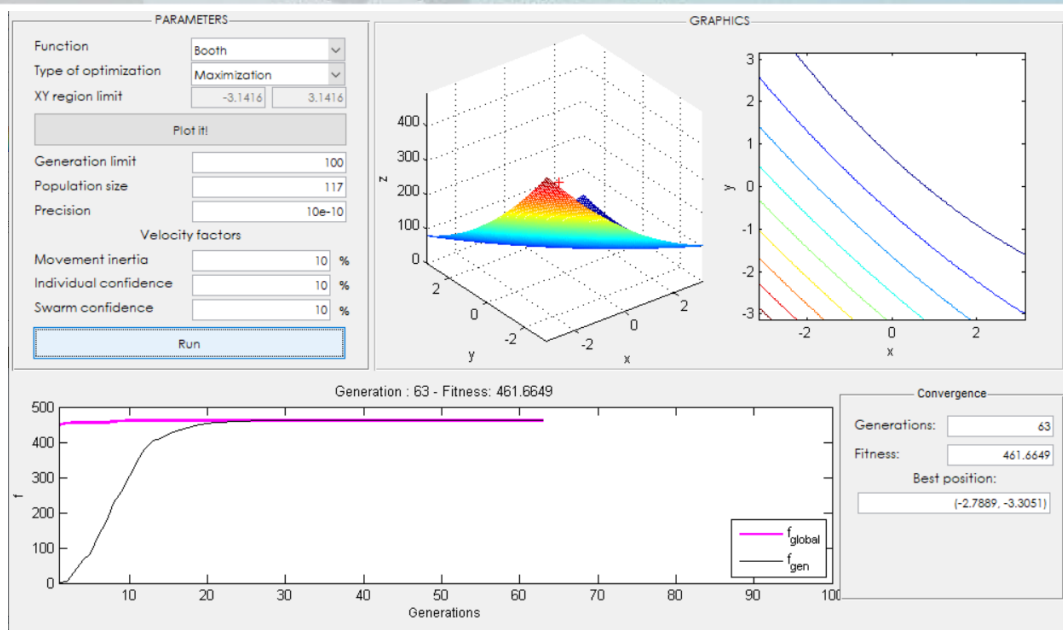 PARAMETERS
Function
Booth
Type of optimization
Maximization
XY region limit
-3.1416
3.1416
Plot it!
Generation limit
100
Population size
117
Precision
10e-10
Velocity factors
Movement inertia
10 %
Individual confidence
10 %
Swarm confidence
10 %
Run
GRAPHICS
400
300
200
100
0
z
2
0
-2
y
-2
0
2
x
3
2
1
0
-1
-2
-3
y
-2
0
2
x
Generation : 63 - Fitness: 461.6649
500
400
300
200
100
0
f
10
20
30
40
50
60
70
80
90
100
Generations
f_global
f_gen
Convergence
Generations:
63
Fitness:
461.6649
Best position:
(-2.7889, -3.3051)